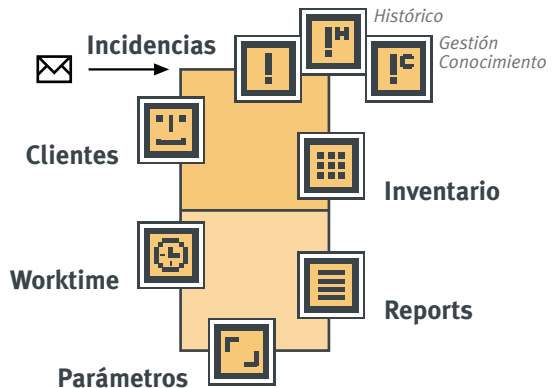 Histórico
Incidencias
Gestión
Conocimiento
! 
!H
!C
Clientes
Inventario
Worktime
Reports
Parámetros